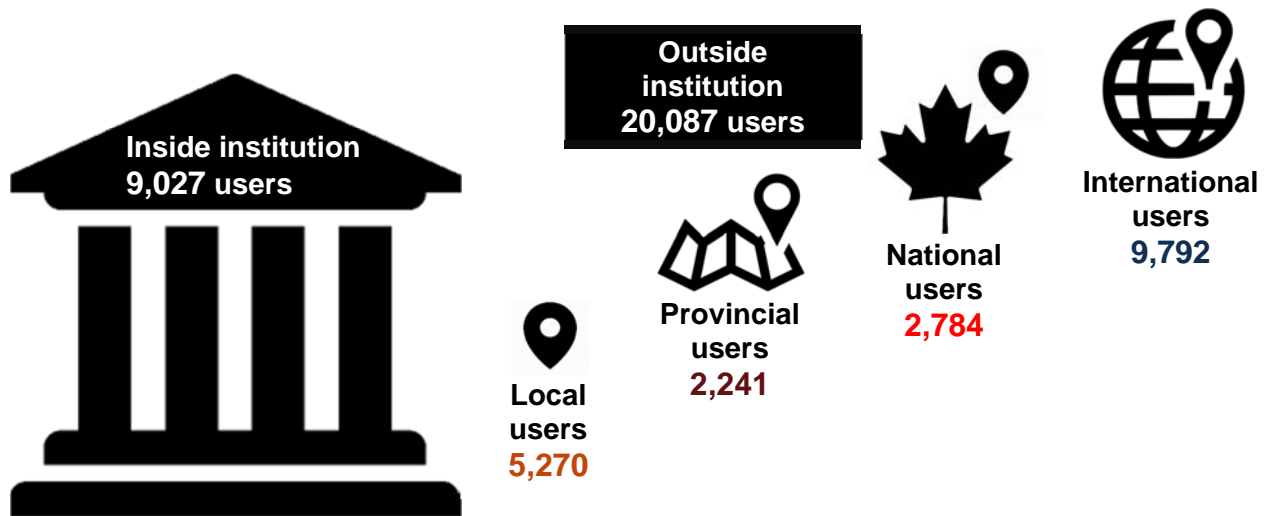 Inside institution
9,027 users
Outside
institution
20,087 users
Local
users
5,270
Provincial
users
2,241
National
users
2,784
International
users
9,792